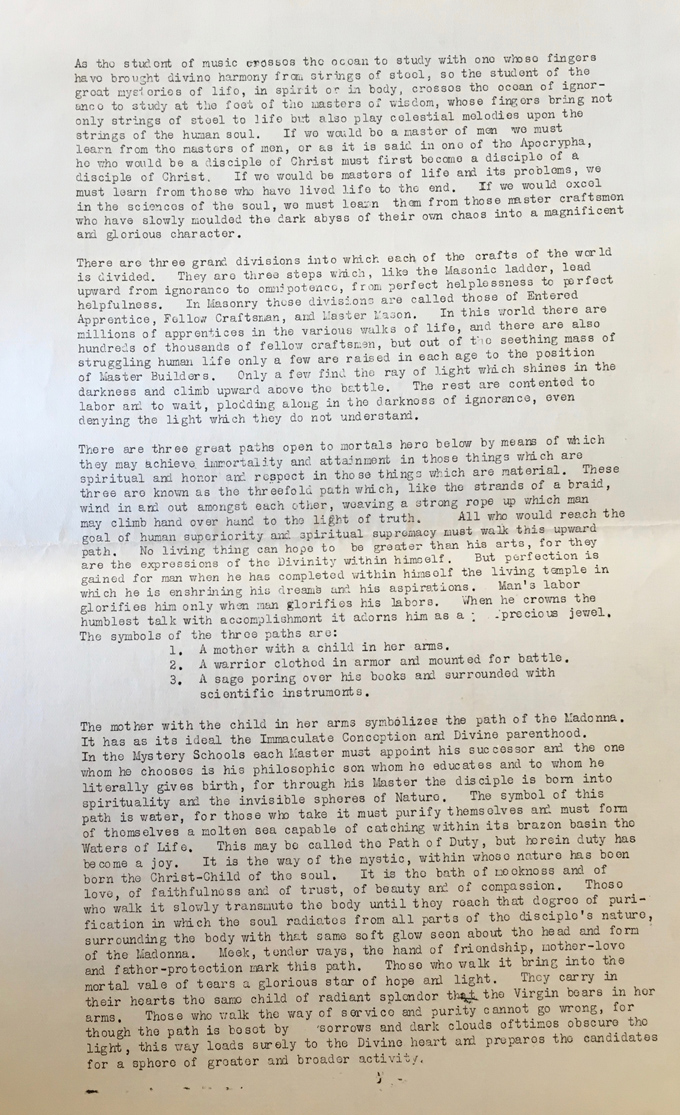 As the student of music crosses the ocean to study with one whose fingers
have brought divine harmony from strings of steel, so the student of the
great mysteries of life, in spirit or in body, crosses the ocean of ignor-
ance to study at the feet of the masters of wisdom, whose fingers bring not
only strings of steel to life but also play celestial melodies upon the
strings of the human soul. If we would be a master of men we must
learn from the masters of men, or as it is said in one of the Apocrypha,
he who would be a disciple of Christ must first become a disciple of a
disciple of Christ. If we would be masters of life and its problems, we
must learn from those who have lived life to the end. If we would excel
in the sciences of the soul, we must learn them from those master craftsmen
who have slowly moulded the dark abyss of their own chaos into a magnificent
and glorious character.
There are three grand divisions into which each of the crafts of the world
is divided. They are three steps which, like the Masonic ladder, lead
upward from ignorance to omnipotence, from perfect helplessness to perfect
helpfulness. In Masonry these divisions are called those of Entered
Apprentice, Fellow Craftsman, and Master Mason. In this world there are
millions of apprentices in the various walks of life, and there are also
hundreds of thousands of fellow craftsmen, but out of the seething mass of
struggling human life only a few are raised in each age to the position
of Master Builders. Only a few find the ray of light which shines in the
darkness and climb upward above the battle. The rest are contented to
labor and to wait, plodding along in the darkness of ignorance, even
denying the light which they do not understand.
There are three great paths open to mortals here below by means of which
they may achieve immortality and attainment in those things which are
spiritual and honor and respect in those things which are material. These
three are known as the threefold path which, like the strands of a braid,
wind in and out amongst each other, weaving a strong rope up which man
may climb hand over hand to the light of truth. All who would reach the
goal of human superiority and spiritual supremacy must walk this upward
path. No living thing can hope to be greater than his arts, for they
are the expressions of the Divinity within himself. But perfection is
gained for man when he has completed within himself the living temple in
which he is enshrining his dreams and his aspirations. Man's labor
glorifies him only when man glorifies his labors. When he crowns the
humblest talk with accomplishment it adorns him as a precious jewel.
The symbols of the three paths are:
1. A mother with a child in her arms.
2. A warrior clothed in armor and mounted for battle.
3. A sage poring over his books and surrounded with
scientific instruments.
The mother with the child in her arms symbolizes the path of the Madonna.
It has as its ideal the Immaculate Conception and Divine parenthood.
In the Mystery Schools each Master must appoint his successor and the one
whom he chooses is his philosophic son whom he educates and to whom he
literally gives birth, for through his Master the disciple is born into
spirituality and the invisible spheres of Nature. The symbol of this
path is water, for those who take it must purify themselves and must form
of themselves a molten sea capable of catching within its brazen basin the
Waters of Life. This may be called the Path of Duty, but herein duty has
become a joy. It is the way of the mystic, within whose nature has been
born the Christ-Child of the soul. It is the bath of meekness and of
love, of faithfulness and of trust, of beauty and of compassion. Those
who walk it slowly transmute the body until they reach that degree of puri-
fication in which the soul radiates from all parts of the disciple's nature,
surrounding the body with that same soft glow seen about the head and form
of the Madonna. Meek, tender ways, the hand of friendship, mother-love
and father-protection mark this path. Those who walk it bring into the
mortal vale of tears a glorious star of hope and light. They carry in
their hearts the same child of radiant splendor that the Virgin bears in her
arms. Those who walk the way of service and purity cannot go wrong, for
though the path is beset by sorrows and dark clouds ofttimes obscure the
light, this way leads surely to the Divine heart and prepares the candidates
for a sphere of greater and broader activity.